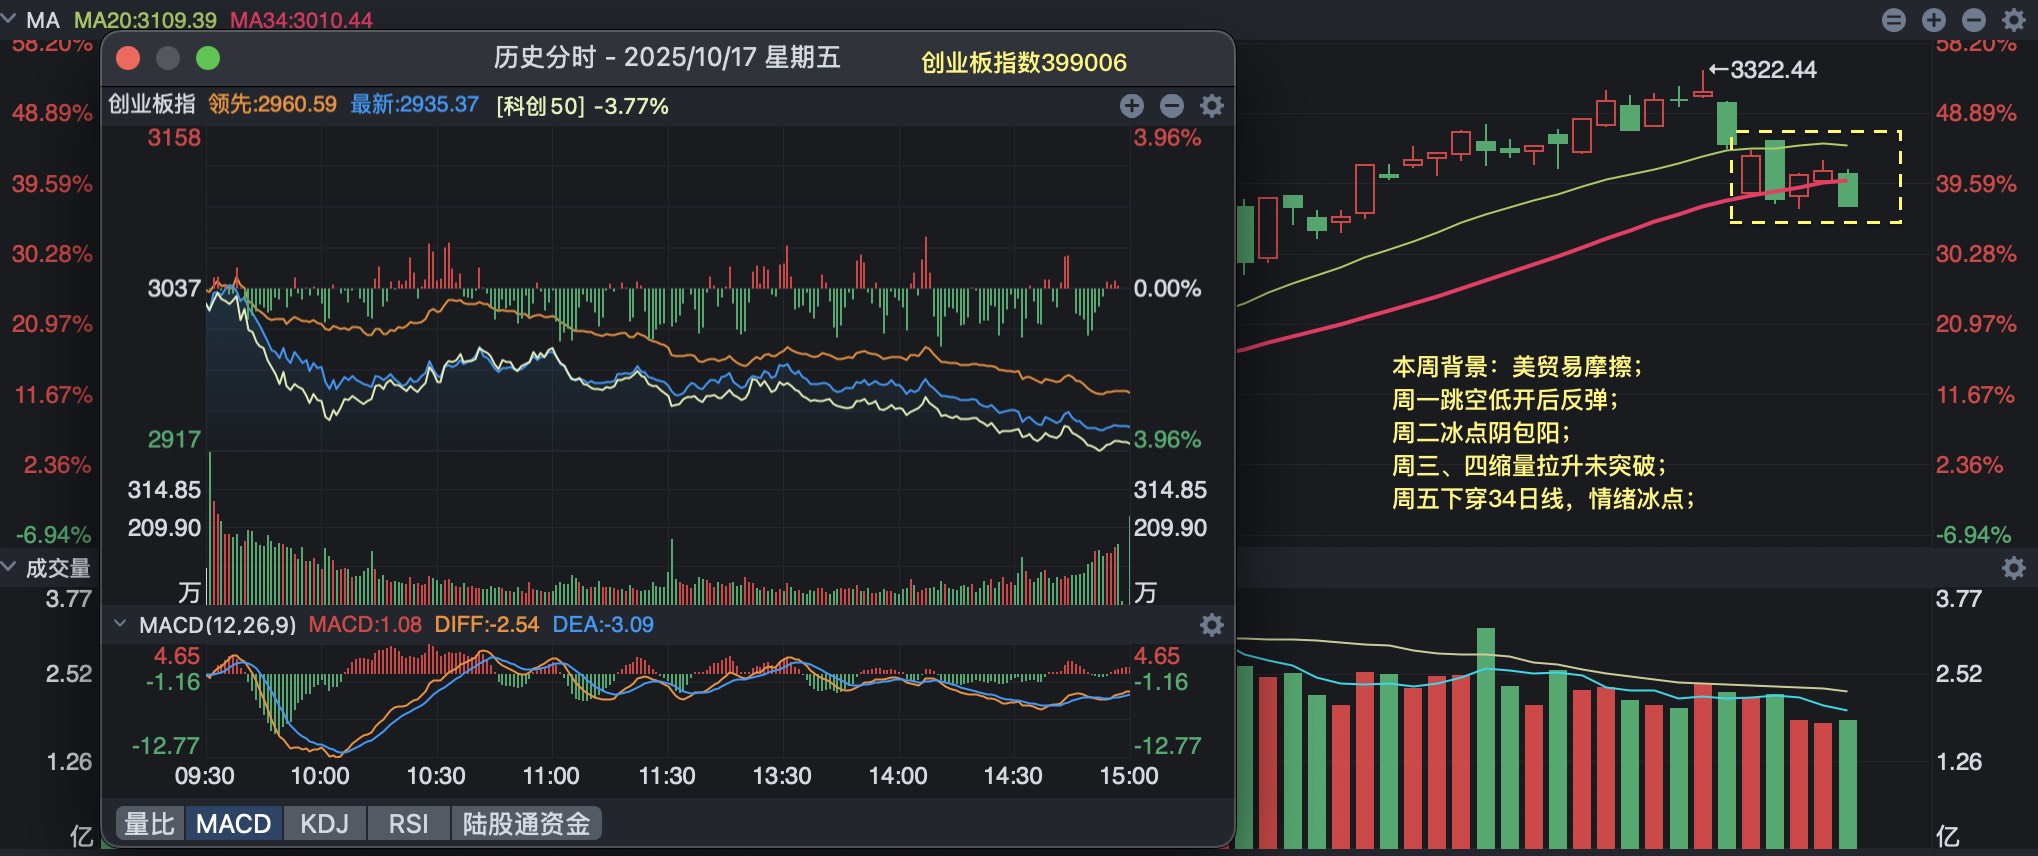 MA MA20:3109.39 MA34:3010.44
58.20%
48.89%
39.59%
30.28%
20.97%
11.67%
2.36%
-6.94%
成交量
3.77
2.52
1.26
亿
历史分时 - 2025/10/17 星期五 创业板指数399006
创业板指 领先:2960.59 最新:2935.37 [科创50] -3.77%
3158 3.96%
3037 0.00%
2917 3.96%
314.85 314.85
209.90 209.90
万 万
MACD(12,26,9) MACD:1.08 DIFF:-2.54 DEA:-3.09
4.65 4.65
-1.16 -1.16
-12.77 -12.77
09:30 10:00 10:30 11:00 11:30 13:30 14:00 14:30 15:00
量比 MACD KDJ RSI 陆股通资金
←3322.44
本周背景：美贸易摩擦；
周一跳空低开后反弹；
周二冰点阴包阳；
周三、四缩量拉升未突破；
周五下穿34日线，情绪冰点；
58.20%
48.89%
39.59%
30.28%
20.97%
11.67%
2.36%
-6.94%
3.77
2.52
1.26
亿